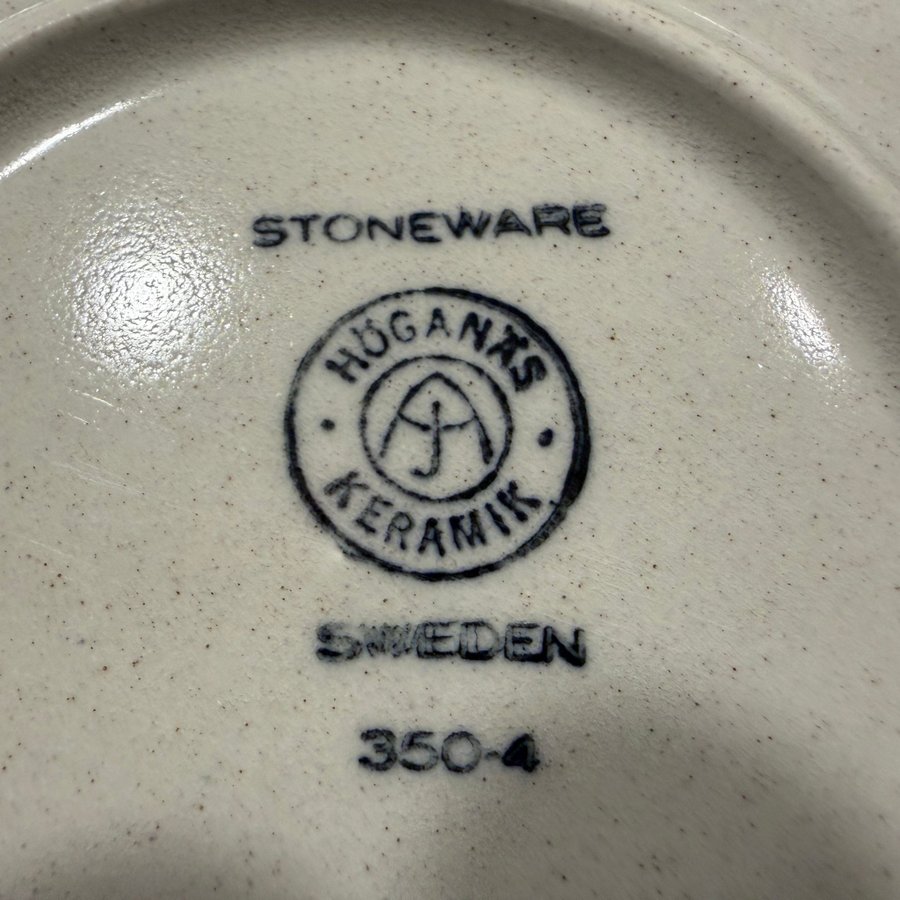 STONEWARE
HÖGANÄS
KERAMIK
SWEDEN
350-4